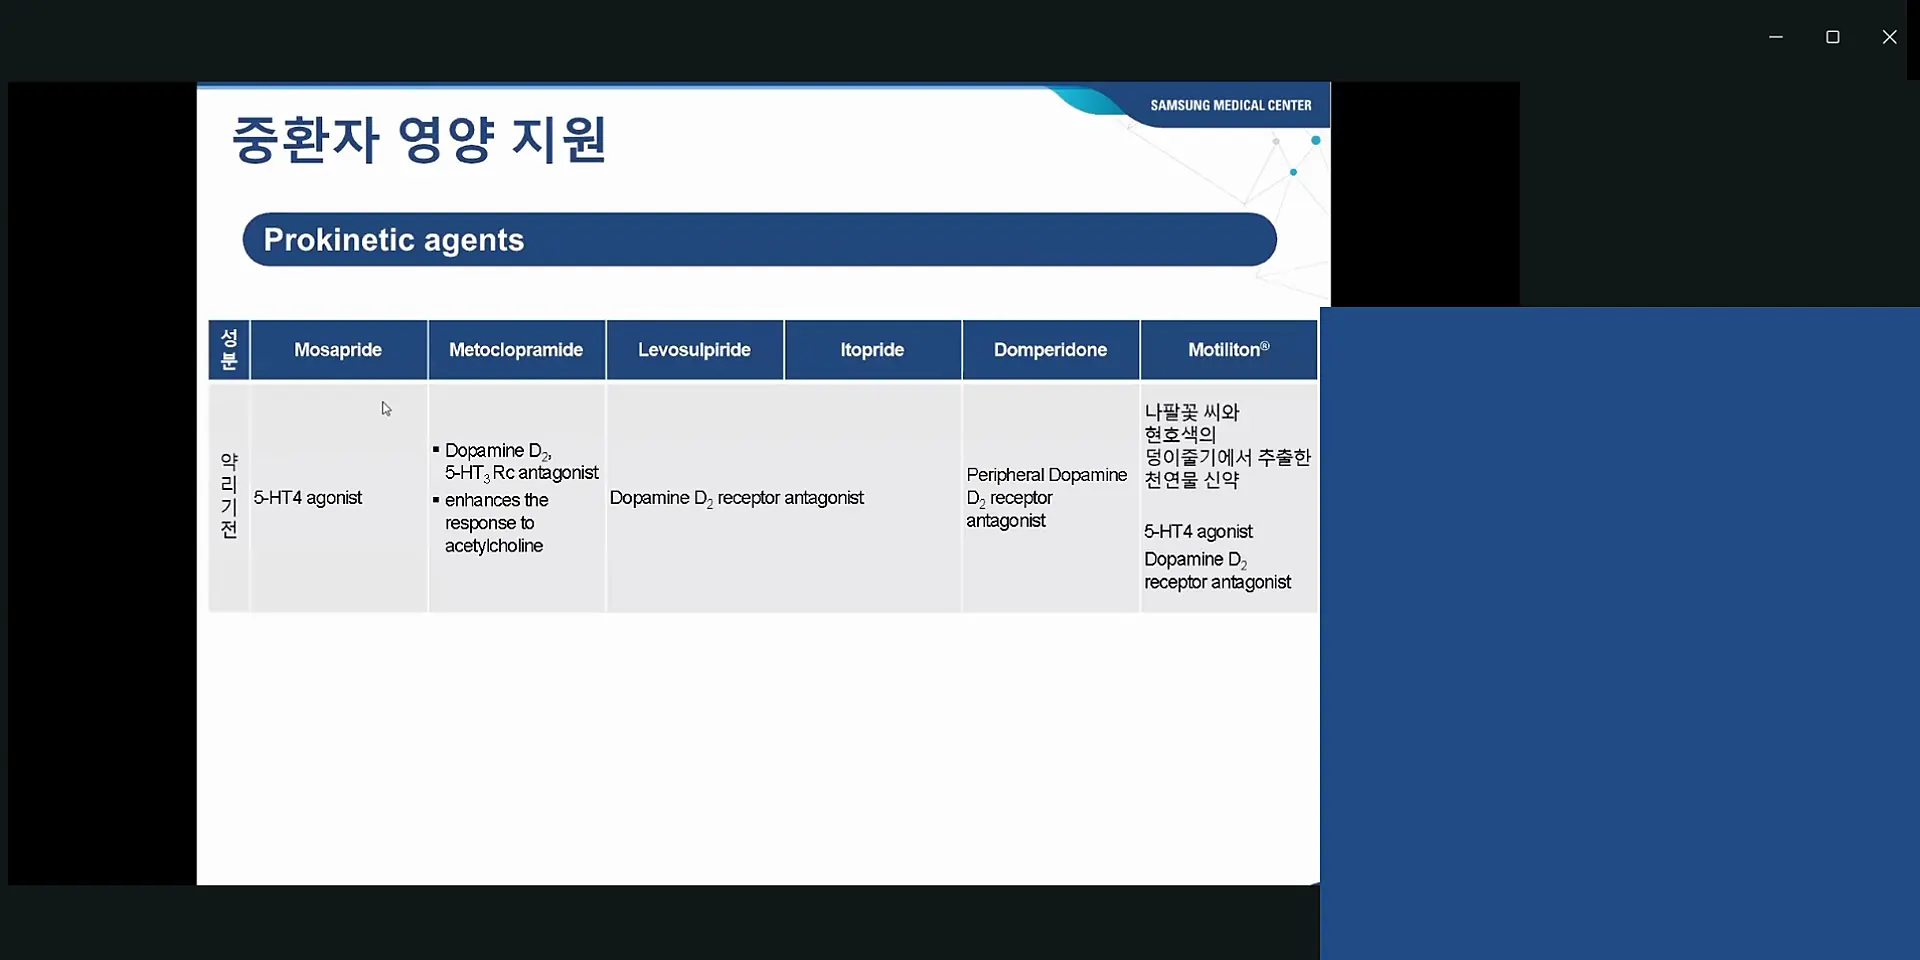 SAMSUNG MEDICAL CENTER
중환자 영양 지원
Prokinetic agents
성분
Mosapride
Metoclopramide
Levosulpiride
Itopride
Domperidone
Motiliton®
약리기전
5-HT4 agonist
▪ Dopamine D₂,
5-HT₃ Rc antagonist
▪ enhances the
response to
acetylcholine
Dopamine D₂ receptor antagonist
Peripheral Dopamine
D₂ receptor
antagonist
나팔꽃 씨와
현호색의
덩이줄기에서 추출한
천연물 신약
5-HT4 agonist
Dopamine D₂
receptor antagonist